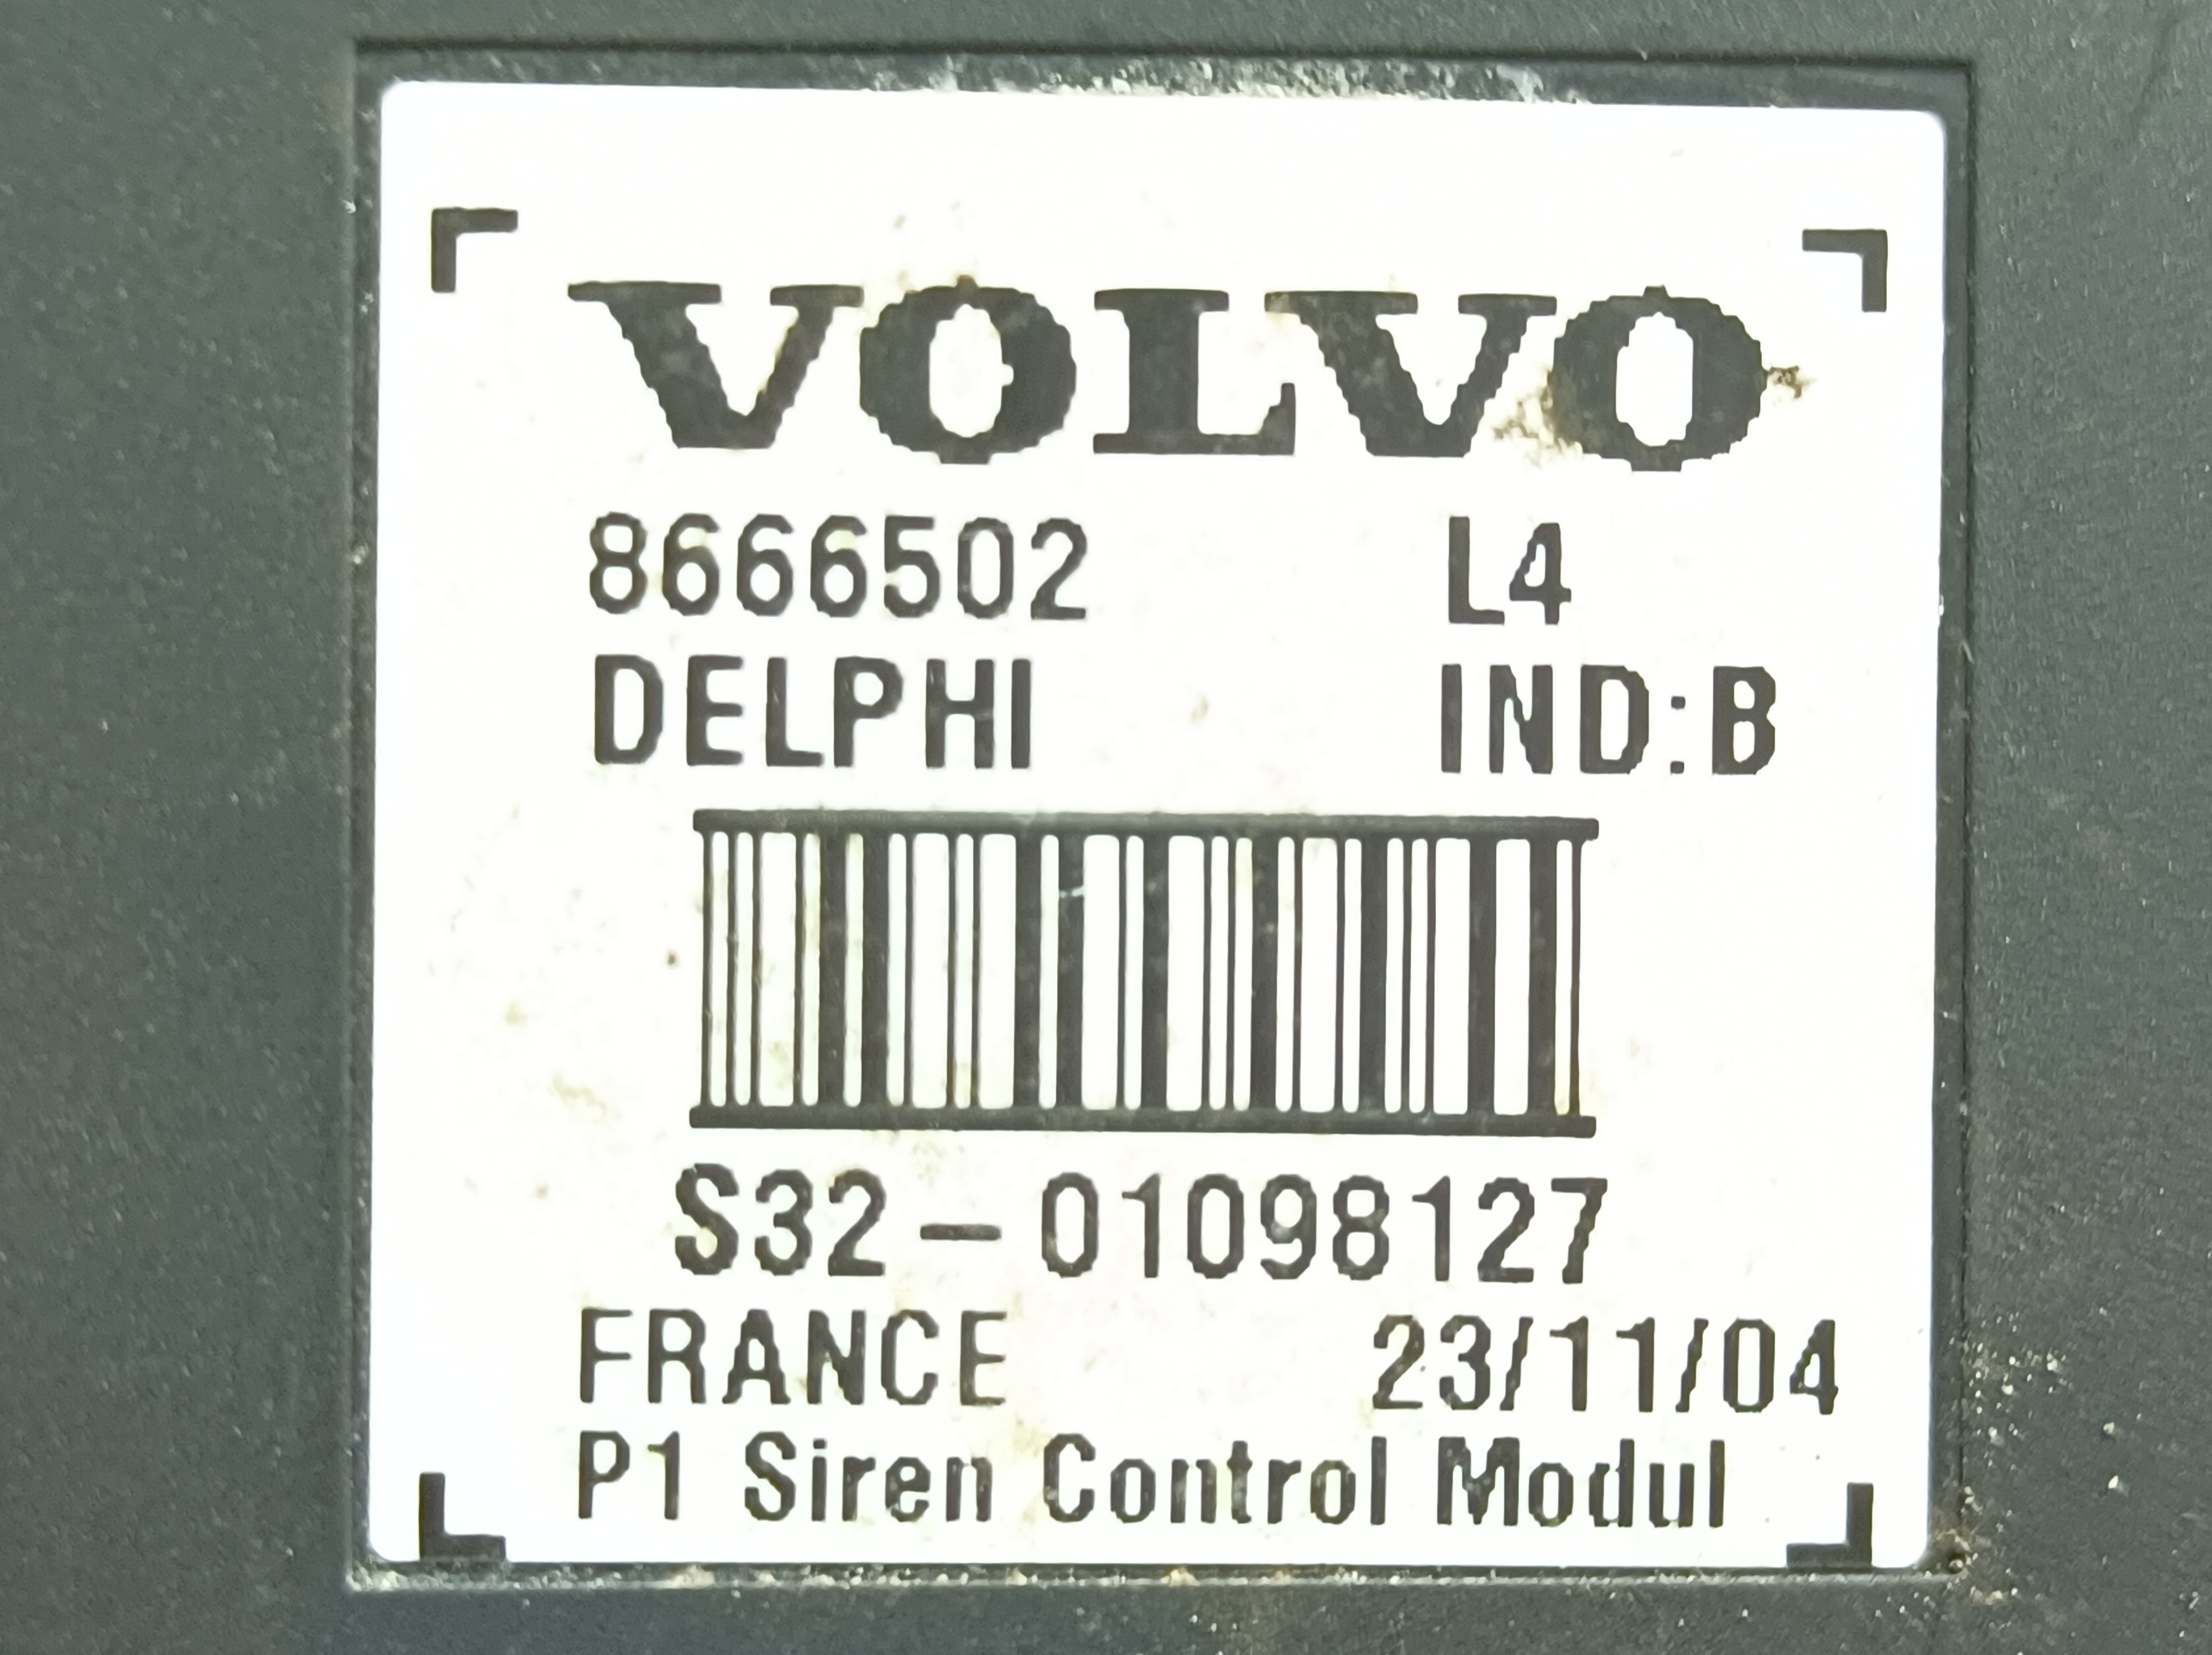 VOLVO
8666502 L4
DELPHI IND:B
S32-01098127
FRANCE 23/11/04
P1 Siren Control Modul